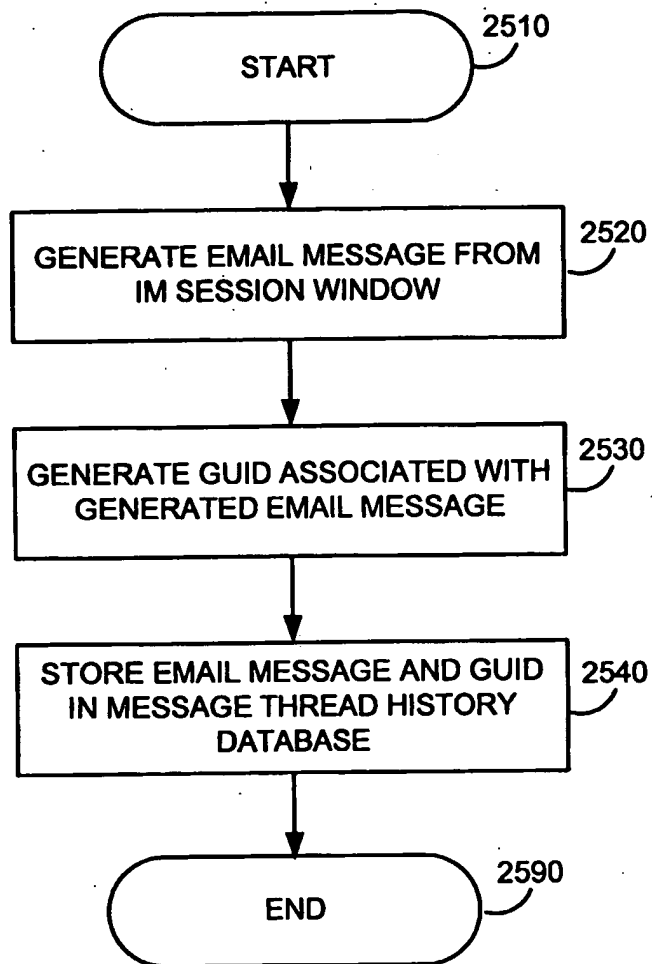 2510
START
GENERATE EMAIL MESSAGE FROM
IM SESSION WINDOW
2520
GENERATE GUID ASSOCIATED WITH
GENERATED EMAIL MESSAGE
2530
STORE EMAIL MESSAGE AND GUID
IN MESSAGE THREAD HISTORY
DATABASE
2540
END
2590